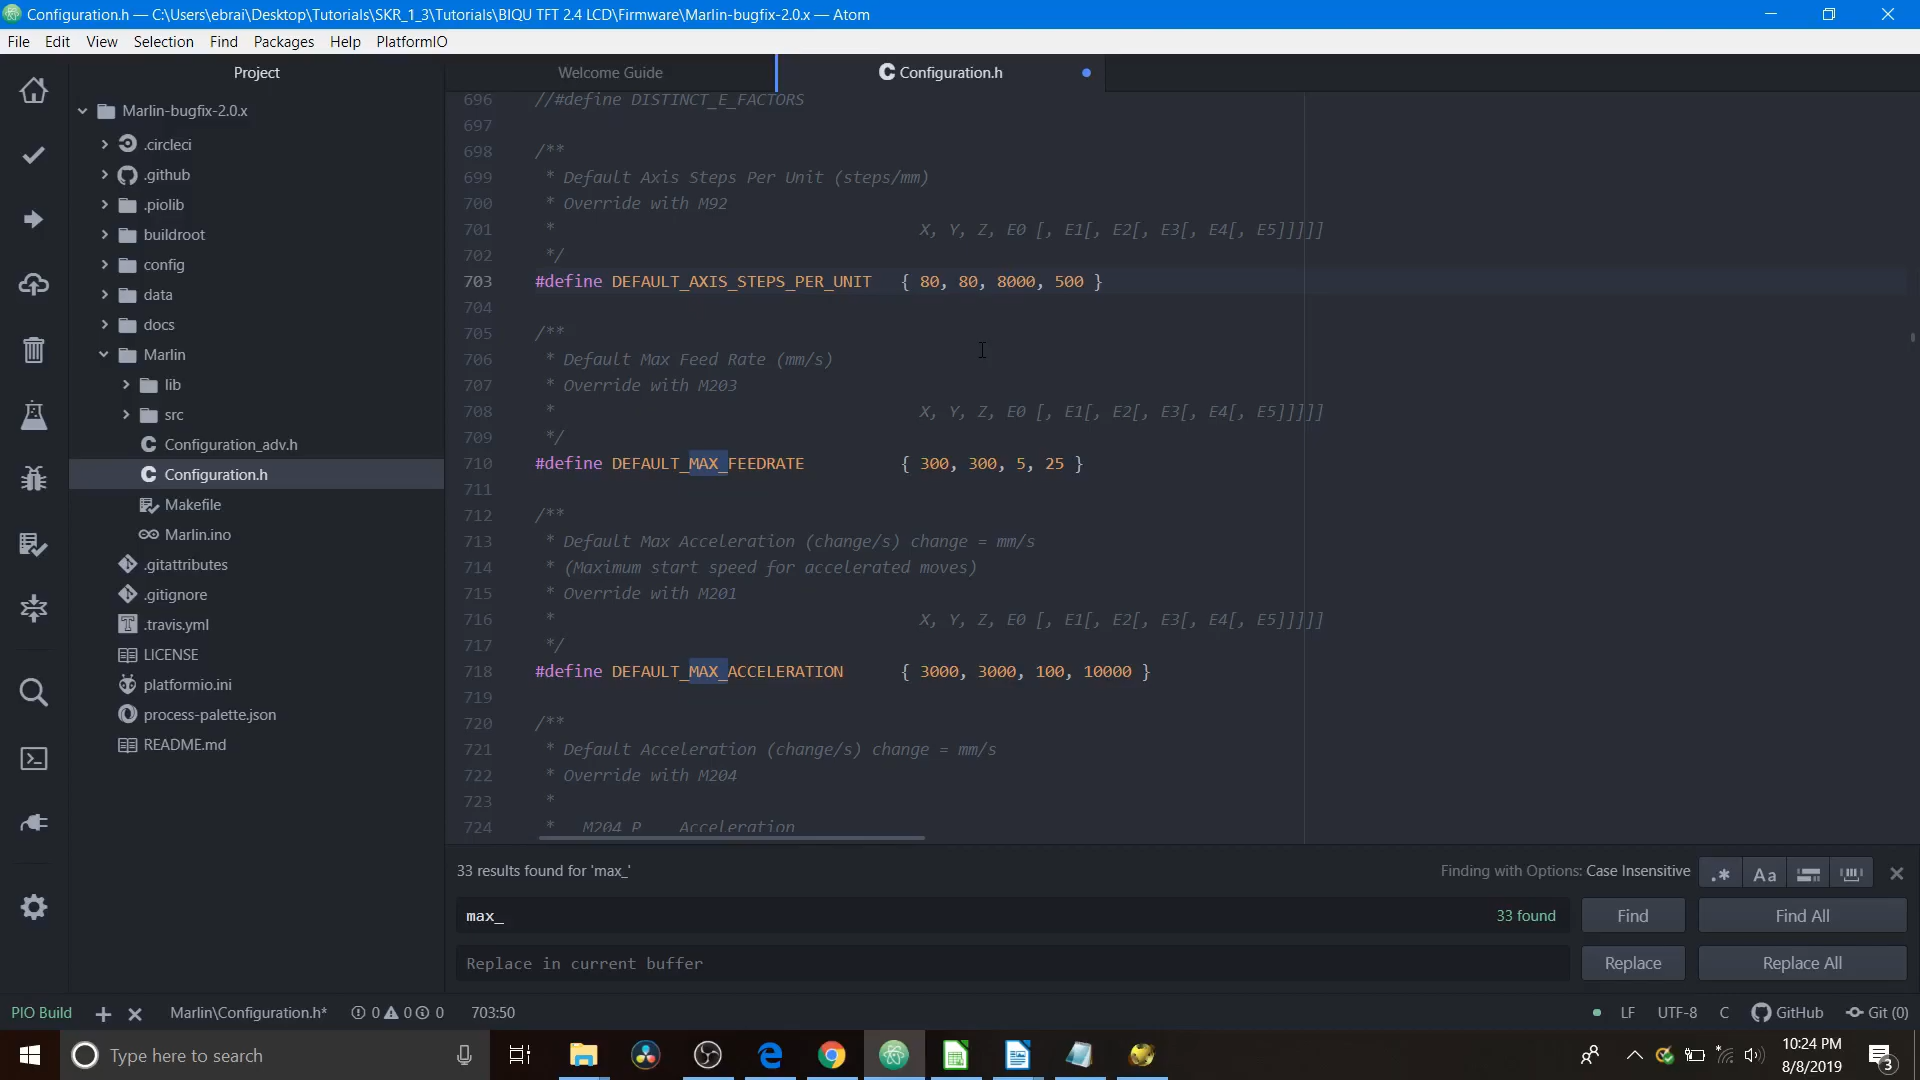 Configuration.h — C:\Users\ebrai\Desktop\Tutorials\SKR_1_3\Tutorials\BIQU TFT 2.4 LCD\Firmware\Marlin-bugfix-2.0.x — Atom
File Edit View Selection Find Packages Help PlatformIO
Project
Welcome Guide
Configuration.h
Marlin-bugfix-2.0.x
.circleci
.github
.piolib
buildroot
config
data
docs
Marlin
lib
src
Configuration_adv.h
Configuration.h
Makefile
Marlin.ino
.gitattributes
.gitignore
.travis.yml
LICENSE
platformio.ini
process-palette.json
README.md
696 //#define DISTINCT_E_FACTORS
697
698 /**
699 * Default Axis Steps Per Unit (steps/mm)
700 * Override with M92
701 * X, Y, Z, E0 [, E1[, E2[, E3[, E4[, E5]]]]]
702 */
703 #define DEFAULT_AXIS_STEPS_PER_UNIT { 80, 80, 8000, 500 }
704
705 /**
706 * Default Max Feed Rate (mm/s)
707 * Override with M203
708 * X, Y, Z, E0 [, E1[, E2[, E3[, E4[, E5]]]]]
709 */
710 #define DEFAULT_MAX_FEEDRATE { 300, 300, 5, 25 }
711
712 /**
713 * Default Max Acceleration (change/s) change = mm/s
714 * (Maximum start speed for accelerated moves)
715 * Override with M201
716 * X, Y, Z, E0 [, E1[, E2[, E3[, E4[, E5]]]]]
717 */
718 #define DEFAULT_MAX_ACCELERATION { 3000, 3000, 100, 10000 }
719
720 /**
721 * Default Acceleration (change/s) change = mm/s
722 * Override with M204
723 *
724 * M204 P Acceleration
33 results found for 'max_'
Finding with Options: Case Insensitive
.* Aa
max_ 33 found
Find Find All
Replace in current buffer
Replace Replace All
PIO Build Marlin\Configuration.h* 0 0 0 703:50
LF UTF-8 C GitHub Git (0)
Type here to search
10:24 PM
8/8/2019
3